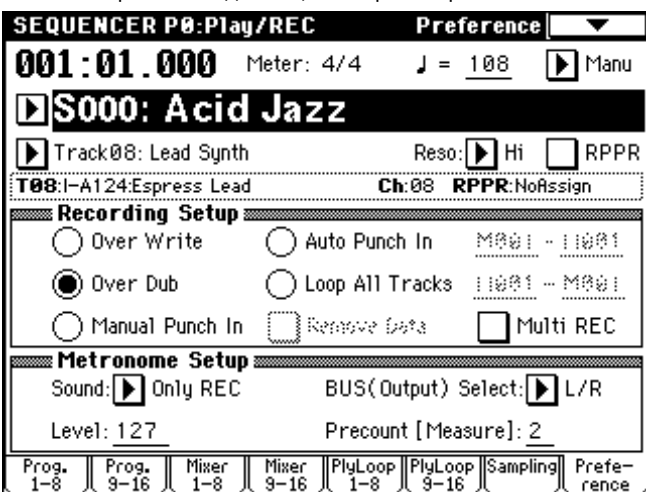 SEQUENCER P0:Play/REC Preference
001:01.000 Meter: 4/4 ♩ = 108 Manu
S000: Acid Jazz
Track08: Lead Synth Reso: Hi RPPR
T08:I-A124:Espress Lead Ch:08 RPPR:NoAssign
Recording Setup
Over Write Auto Punch In M001 -
Over Dub Loop All Tracks - M001
Manual Punch In Remove Data Multi REC
Metronome Setup
Sound: Only REC BUS(Output) Select: L/R
Level: 127 Precount [Measure]: 2
Prog. 1-8 Prog. 9-16 Mixer 1-8 Mixer 9-16 PlyLoop 1-8 PlyLoop 9-16 Sampling Prefe-rence